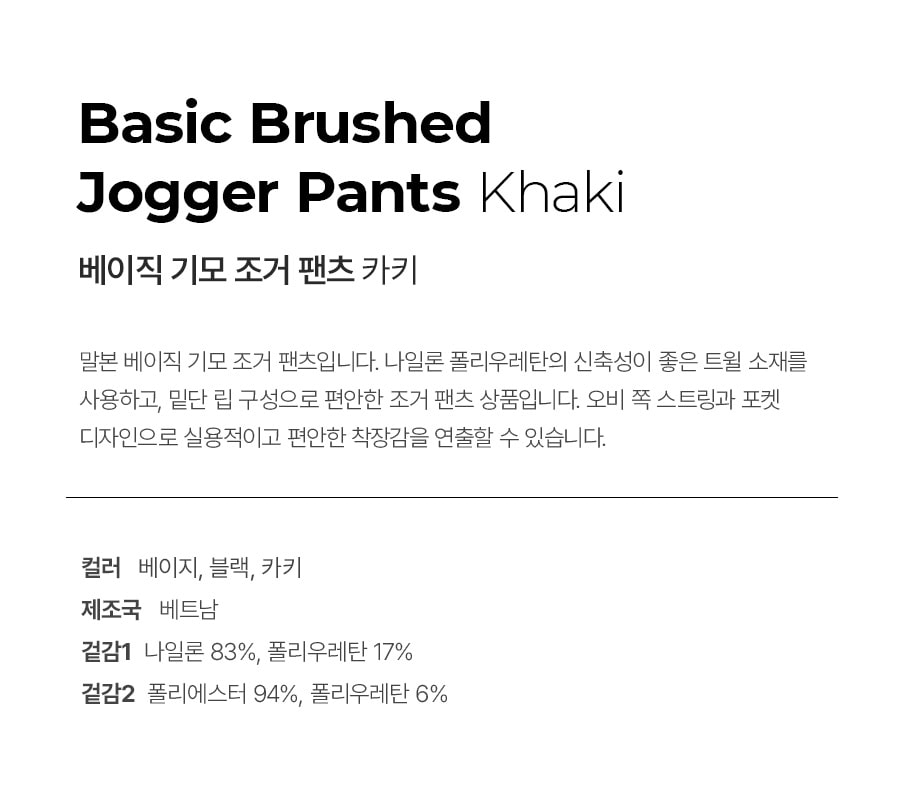 Basic Brushed
Jogger Pants Khaki
베이직 기모 조거 팬츠 카키
말본 베이직 기모 조거 팬츠입니다. 나일론 폴리우레탄의 신축성이 좋은 트윌 소재를
사용하고, 밑단 립 구성으로 편안한 조거 팬츠 상품입니다. 오비 쪽 스트링과 포켓
디자인으로 실용적이고 편안한 착장감을 연출할 수 있습니다.
컬러 베이지, 블랙, 카키
제조국 베트남
겉감1 나일론 83%, 폴리우레탄 17%
겉감2 폴리에스터 94%, 폴리우레탄 6%